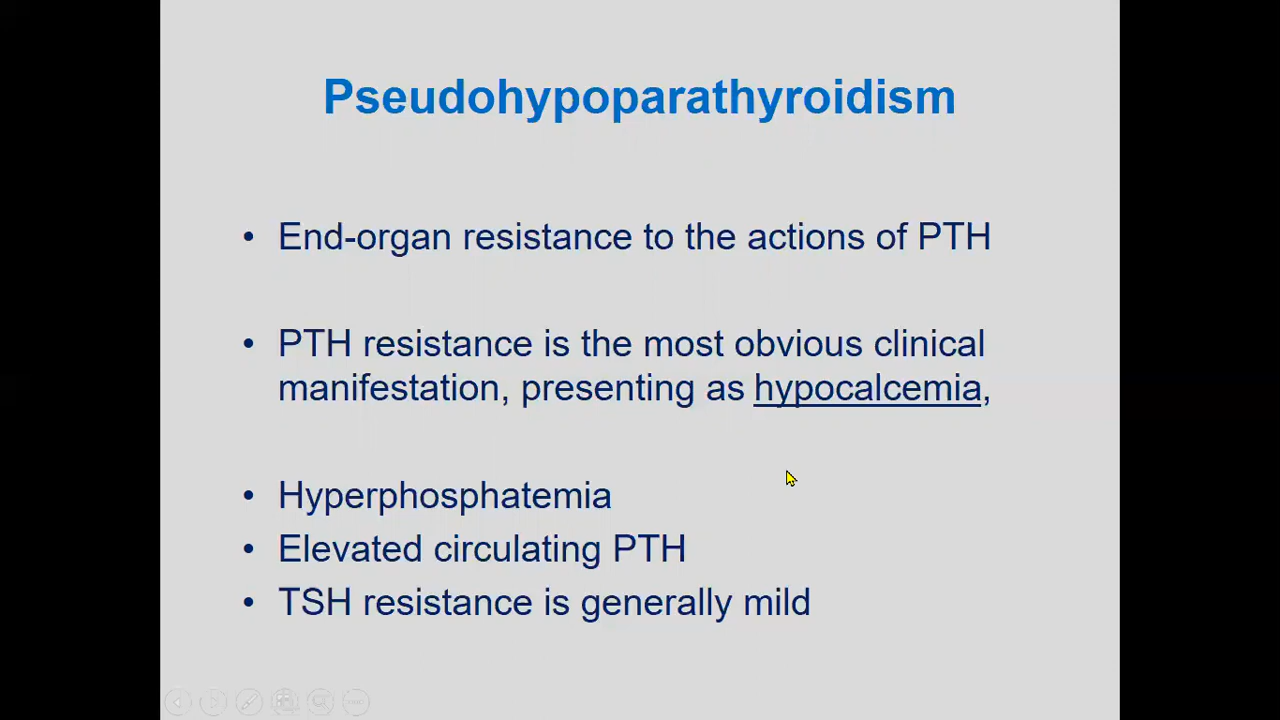 Pseudohypoparathyroidism
• End-organ resistance to the actions of PTH
• PTH resistance is the most obvious clinical
manifestation, presenting as hypocalcemia,
• Hyperphosphatemia
• Elevated circulating PTH
• TSH resistance is generally mild